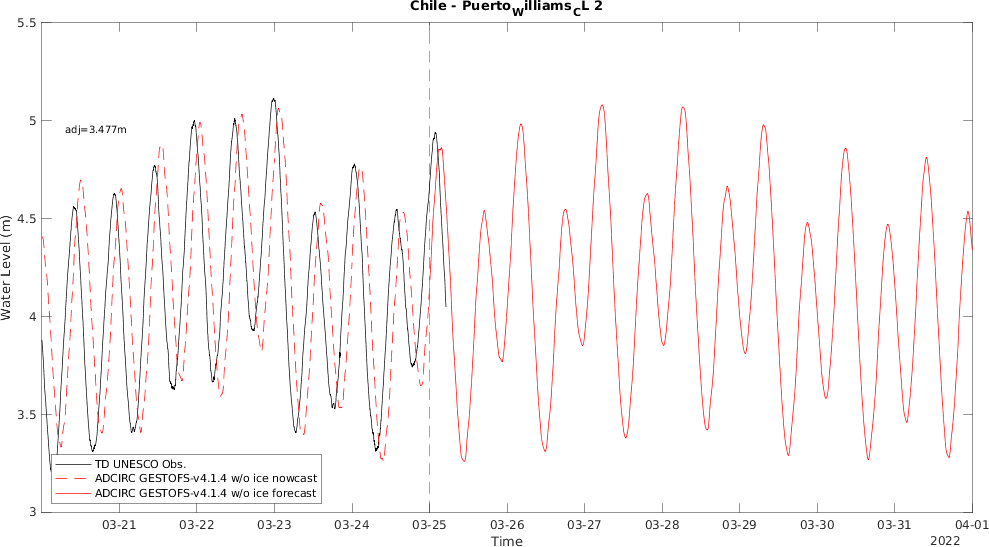 Chile - Puerto_Williams_CL 2
5.5
5
4.5
4
3.5
3
Water Level (m)
adj=3.477m
TD UNESCO Obs.
ADCIRC GESTOFS-v4.1.4 w/o ice nowcast
ADCIRC GESTOFS-v4.1.4 w/o ice forecast
03-21 03-22 03-23 03-24 03-25 03-26 03-27 03-28 03-29 03-30 03-31 04-01
Time
2022